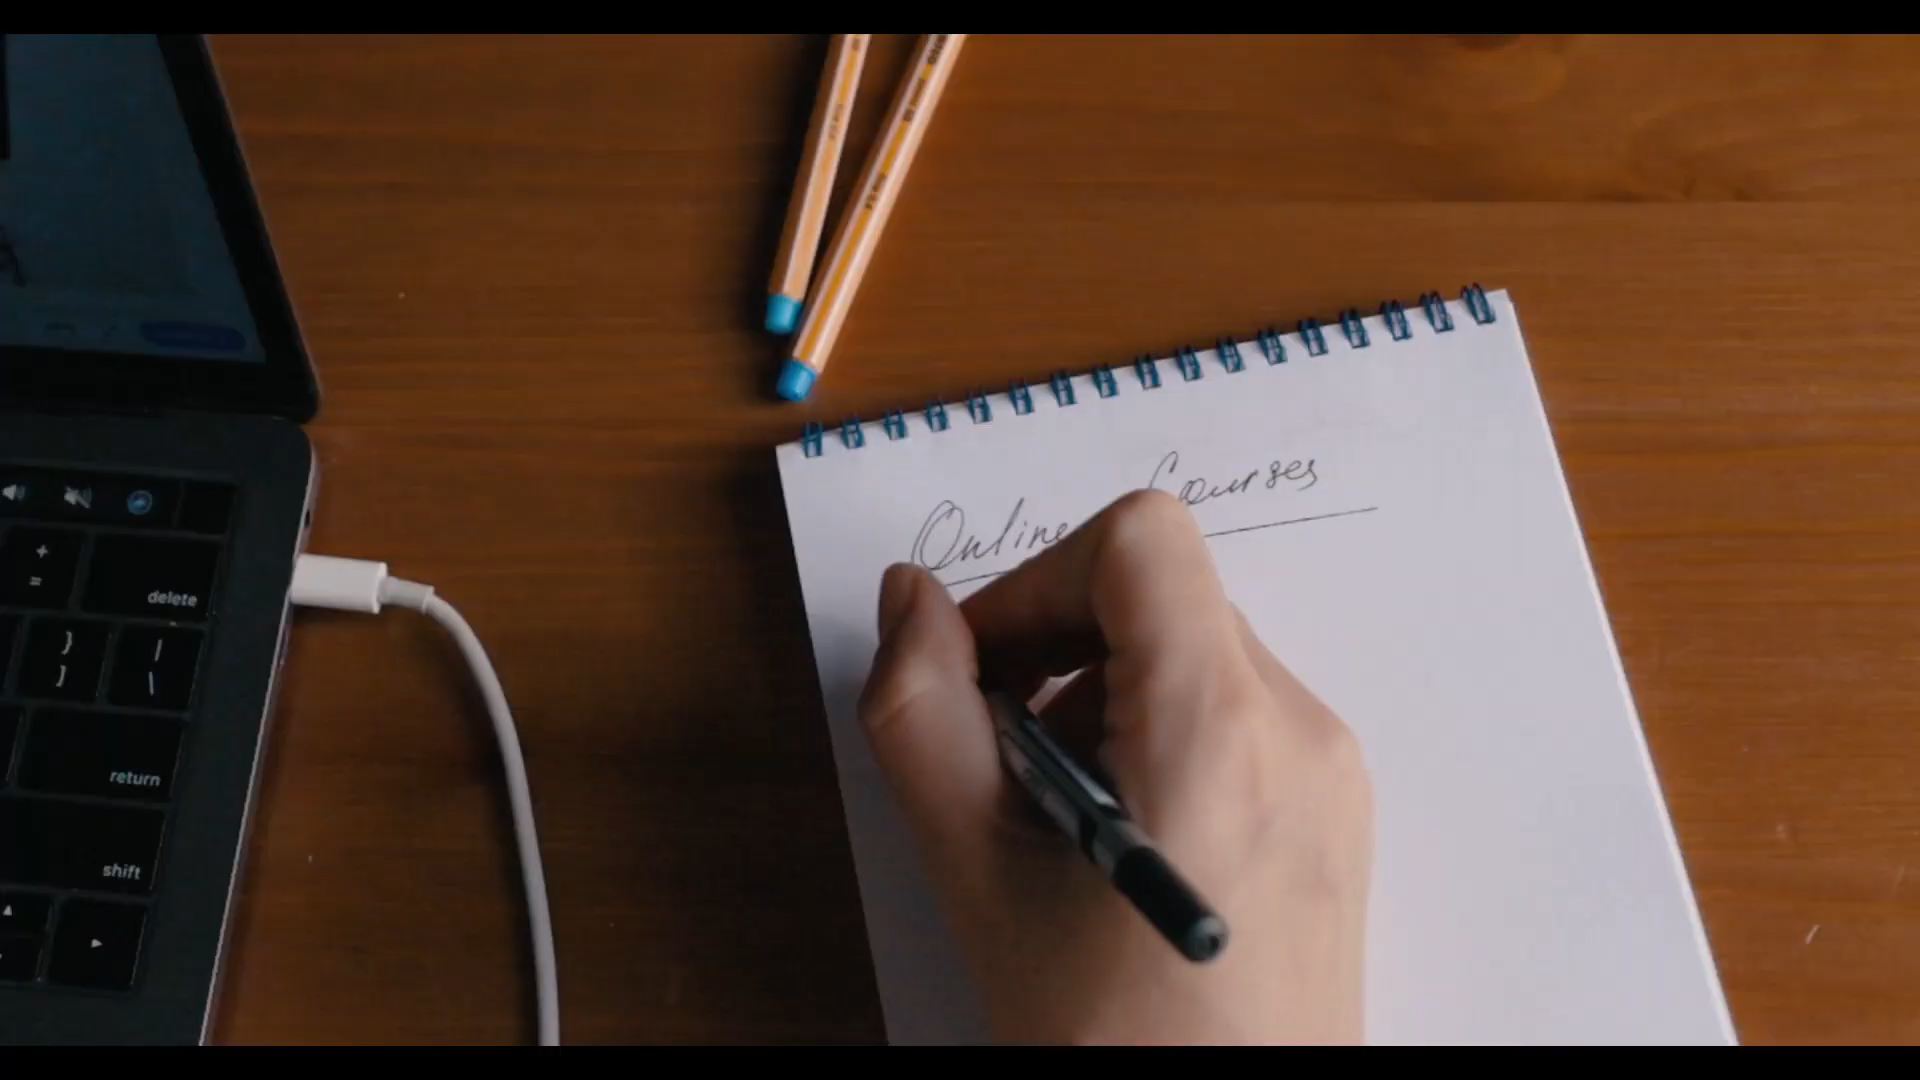 Online Courses
+
=
delete
}
]
|
\
return
shift